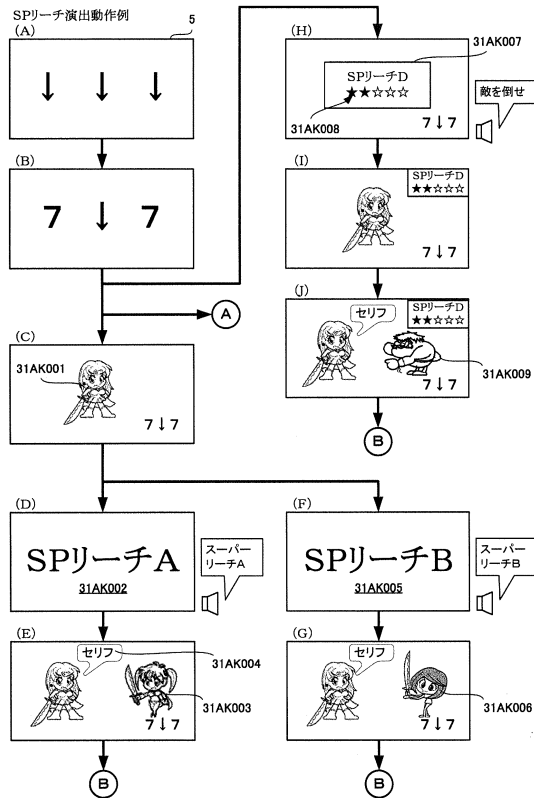 SPリーチ演出動作例
(A)
5
↓ ↓ ↓
(B)
7 ↓ 7
A
(C)
31AK001
7↓7
(D)
SPリーチA
31AK002
スーパー
リーチA
(E)
セリフ
31AK004
31AK003
7↓7
B
(F)
SPリーチB
31AK005
スーパー
リーチB
(G)
セリフ
31AK006
7↓7
B
(H)
31AK007
SPリーチD
★★☆☆☆
31AK008
敵を倒せ
7↓7
(I)
SPリーチD
★★☆☆☆
7↓7
(J)
セリフ
SPリーチD
★★☆☆☆
31AK009
7↓7
B